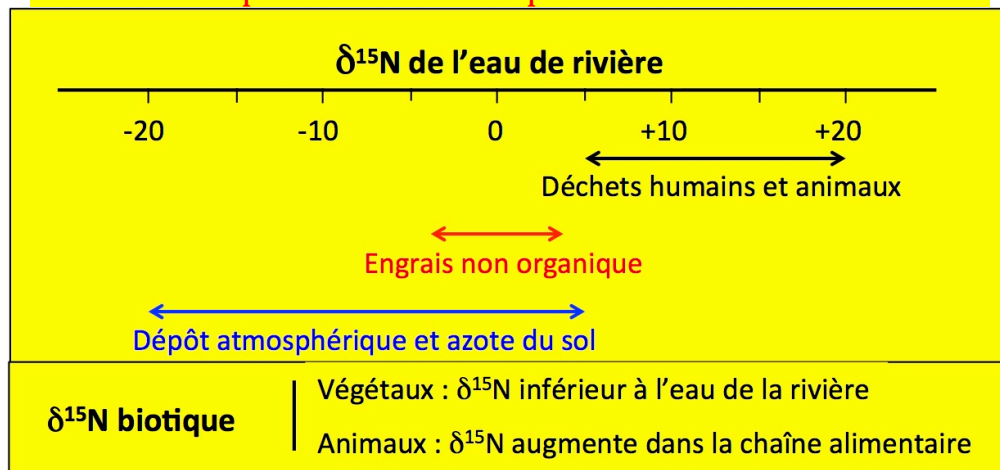 δ¹⁵N de l'eau de rivière
-20 -10 0 +10 +20
Déchets humains et animaux
Engrais non organique
Dépôt atmosphérique et azote du sol
δ¹⁵N biotique
Végétaux : δ¹⁵N inférieur à l'eau de la rivière
Animaux : δ¹⁵N augmente dans la chaîne alimentaire